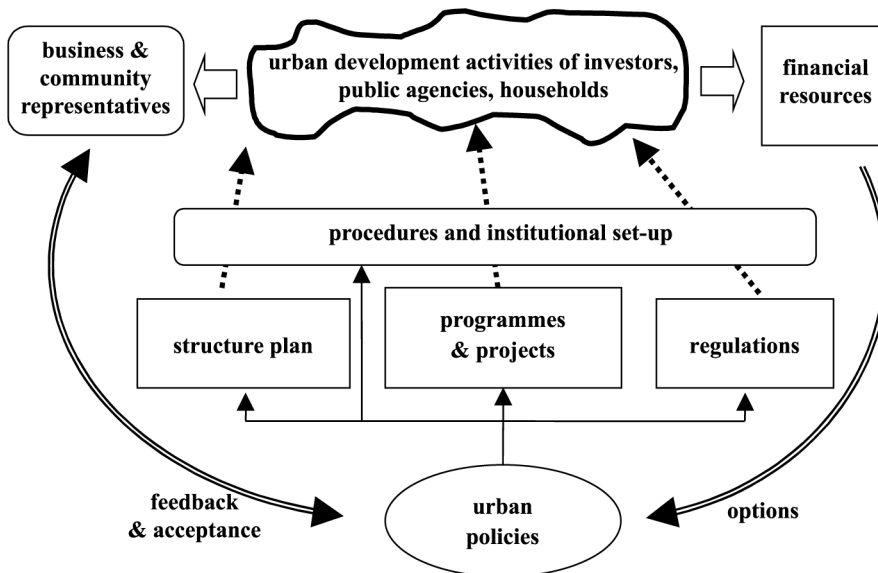 business &
community
representatives
urban development activities of investors,
public agencies, households
financial
resources
procedures and institutional set-up
structure plan
programmes
& projects
regulations
feedback
& acceptance
urban
policies
options